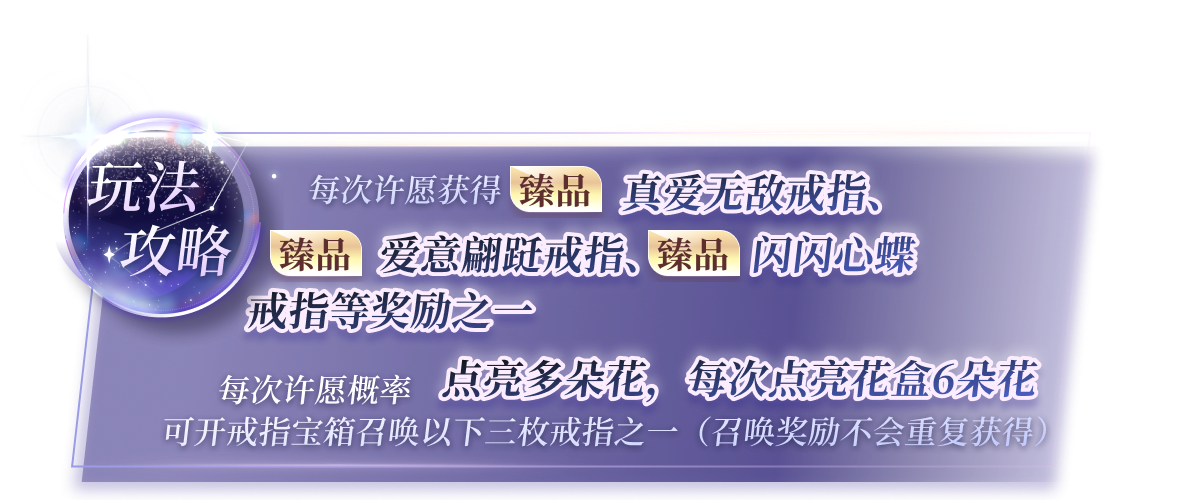 玩法
攻略
每次许愿获得 臻品 真爱无敌戒指、
臻品 爱意翩跹戒指、臻品 闪闪心蝶
戒指等奖励之一
每次许愿概率 点亮多朵花，每次点亮花盒6朵花
可开戒指宝箱召唤以下三枚戒指之一（召唤奖励不会重复获得）